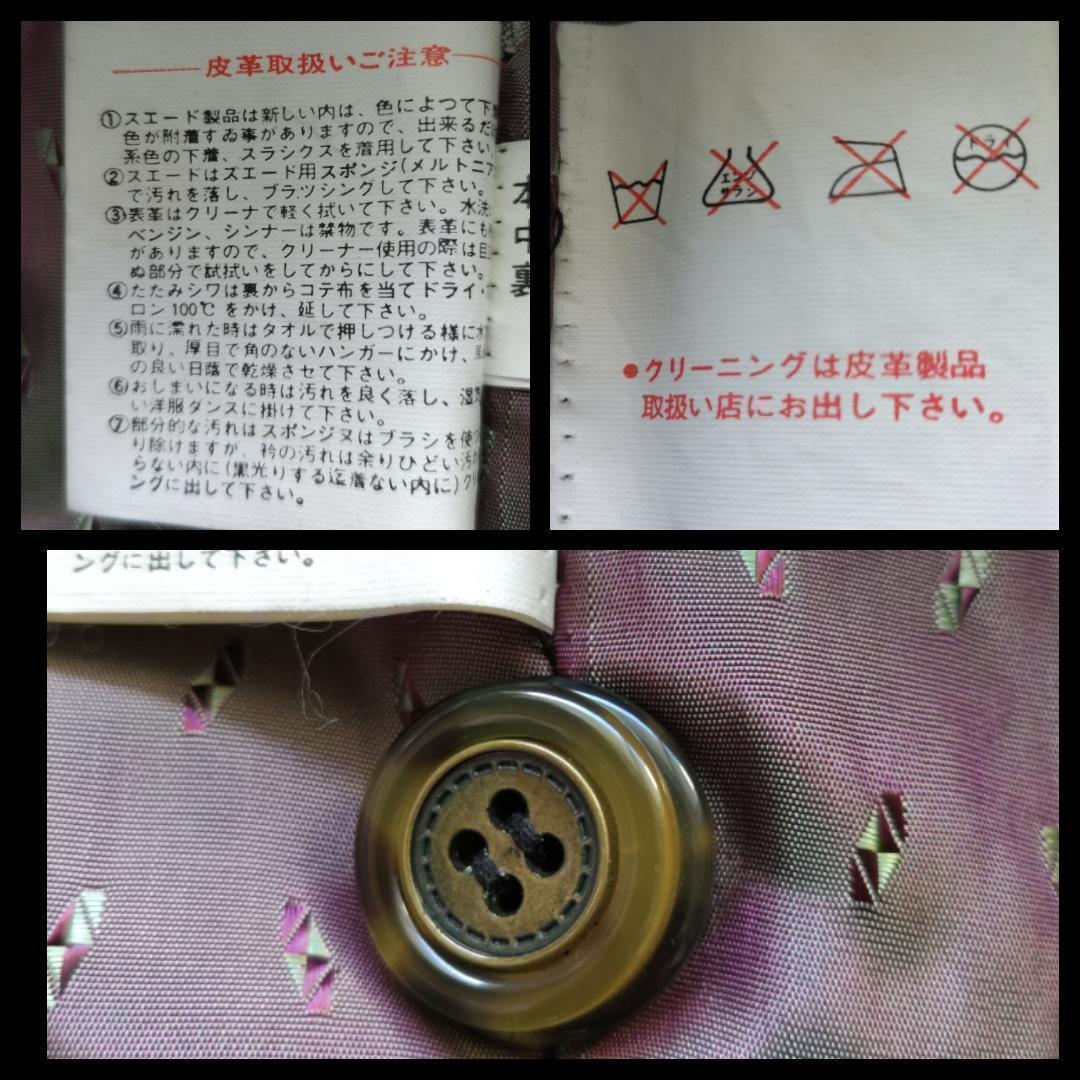 皮革取扱いご注意
①スエード製品は新しい内は、色によつて下
色が附着する事がありますので、出来るだ
系色の下着、スラシクスを着用して下さい
②スエードはスエード用スポンジ(メルトニア
で汚れを落し、ブラツシングして下さい。
③表革はクリーナで軽く拭いて下さい。水洗
ベンジン、シンナーは禁物です。表革にも
がありますので、クリーナー使用の際は目
ぬ部分で試拭いをしてからにして下さい。
④たたみシワは裏からコテ布を当てドライ・
ロン100℃をかけ、延して下さい。
⑤雨に濡れた時はタオルで押しつける様に水
取り、厚目で角のないハンガーにかけ、風
の良い日蔭で乾燥させて下さい。
⑥おしまいになる時は汚れを良く落し、湿
い洋服ダンスに掛けて下さい。
⑦部分的な汚れはスポンジヌはブラシを使
り除けますが、衿の汚れは余りひどい汚
らない内に(黒光りする迄着ない内に)ク
ングに出して下さい。
本
中
裏
エンソ
サラシ
ドライ
●クリーニングは皮革製品
取扱い店にお出し下さい。
ングに出して下さい。